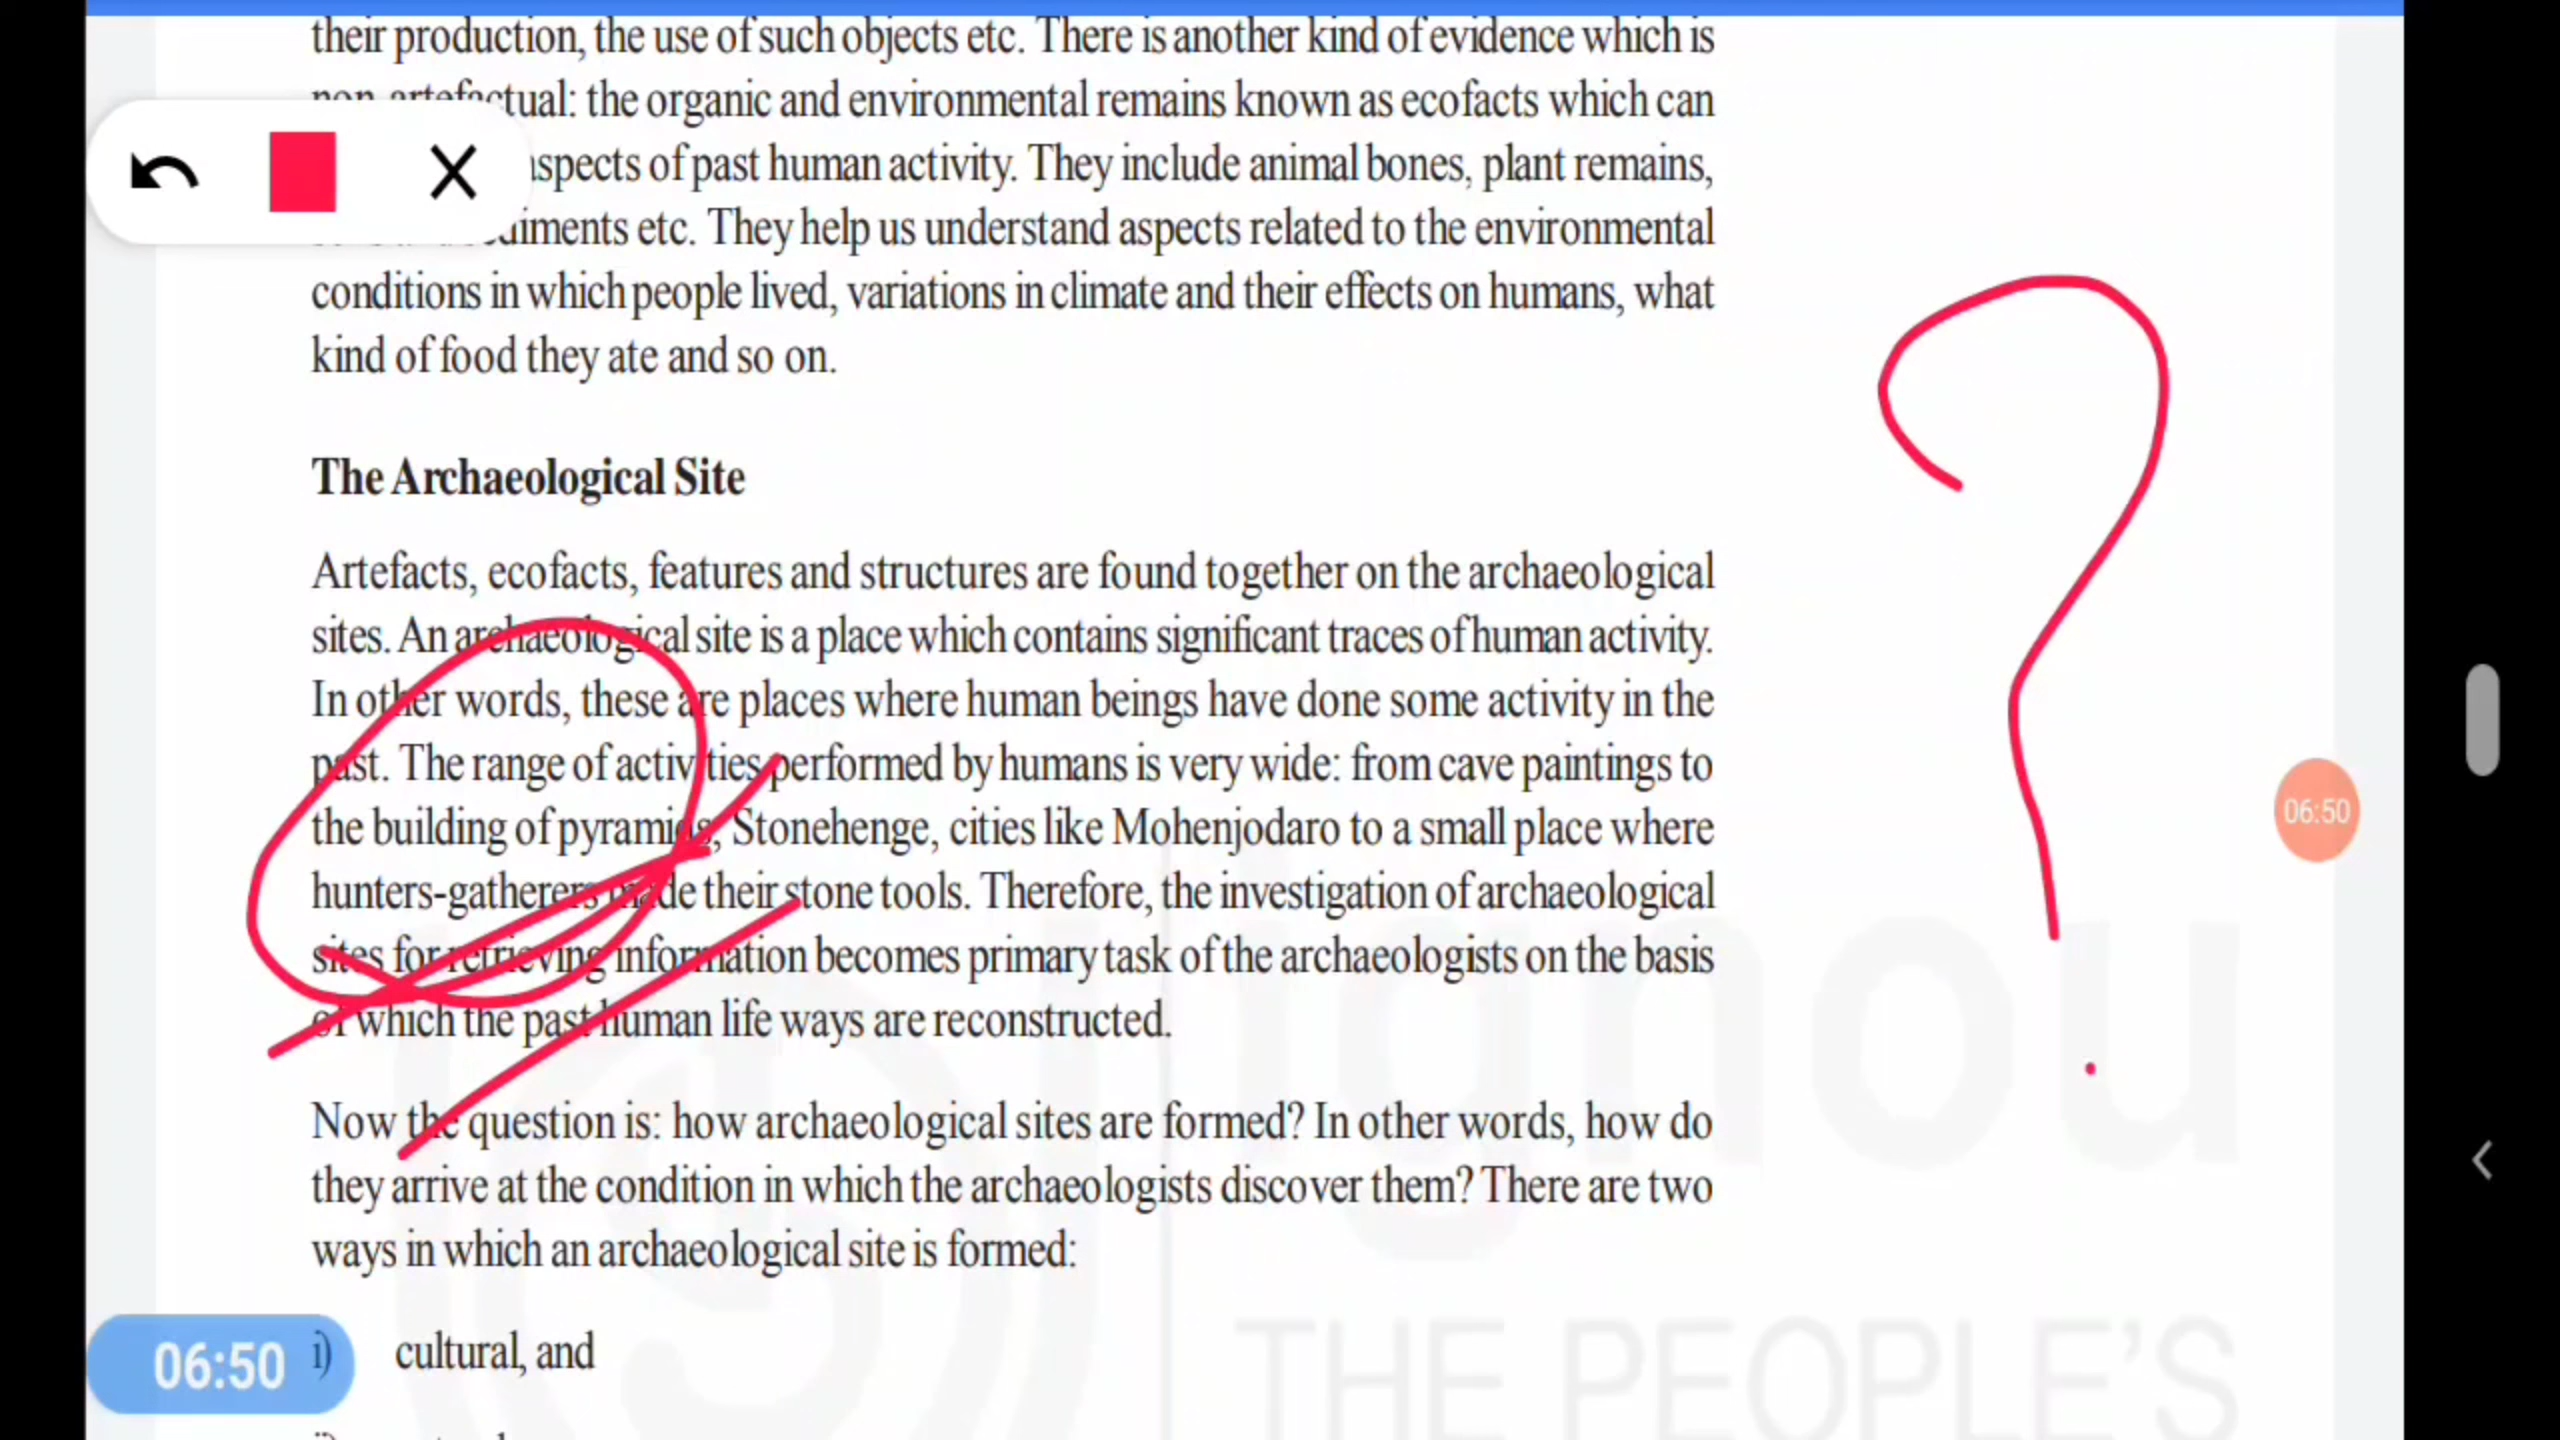 their production, the use of such objects etc. There is another kind of evidence which is
non-artefactual: the organic and environmental remains known as ecofacts which can
aspects of past human activity. They include animal bones, plant remains,
sediments etc. They help us understand aspects related to the environmental
conditions in which people lived, variations in climate and their effects on humans, what
kind of food they ate and so on.
The Archaeological Site
Artefacts, ecofacts, features and structures are found together on the archaeological
sites. An archaeological site is a place which contains significant traces of human activity.
In other words, these are places where human beings have done some activity in the
past. The range of activities performed by humans is very wide: from cave paintings to
the building of pyramids, Stonehenge, cities like Mohenjodaro to a small place where
hunters-gatherers made their stone tools. Therefore, the investigation of archaeological
sites for retrieving information becomes primary task of the archaeologists on the basis
of which the past human life ways are reconstructed.
Now the question is: how archaeological sites are formed? In other words, how do
they arrive at the condition in which the archaeologists discover them? There are two
ways in which an archaeological site is formed:
i) cultural, and
?
06:50
06:50
ignou
THE PEOPLE'S